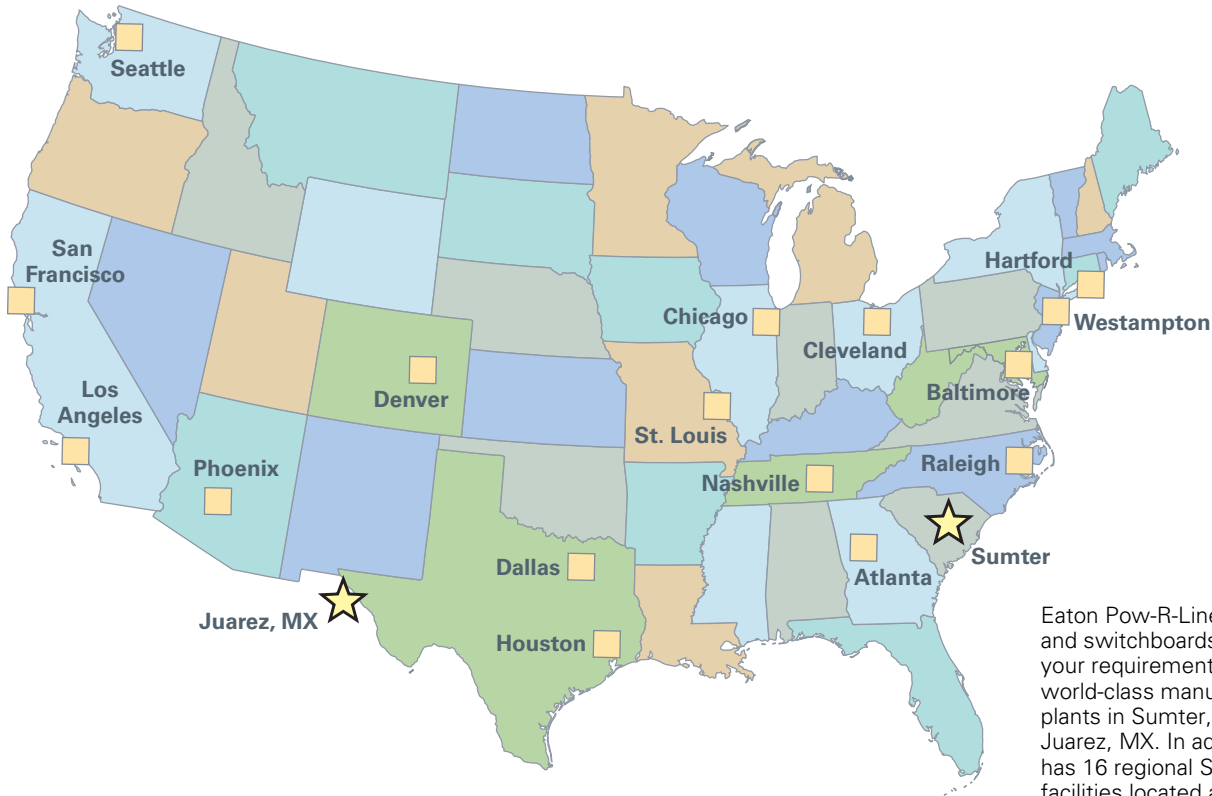 Seattle
San
Francisco
Los
Angeles
Phoenix
Denver
Juarez, MX
Dallas
Houston
St. Louis
Chicago
Nashville
Cleveland
Atlanta
Sumter
Raleigh
Baltimore
Hartford
Westampton
Eaton Pow-R-Line
and switchboards
your requirement
world-class manu
plants in Sumter,
Juarez, MX. In ad
has 16 regional S
facilities located a